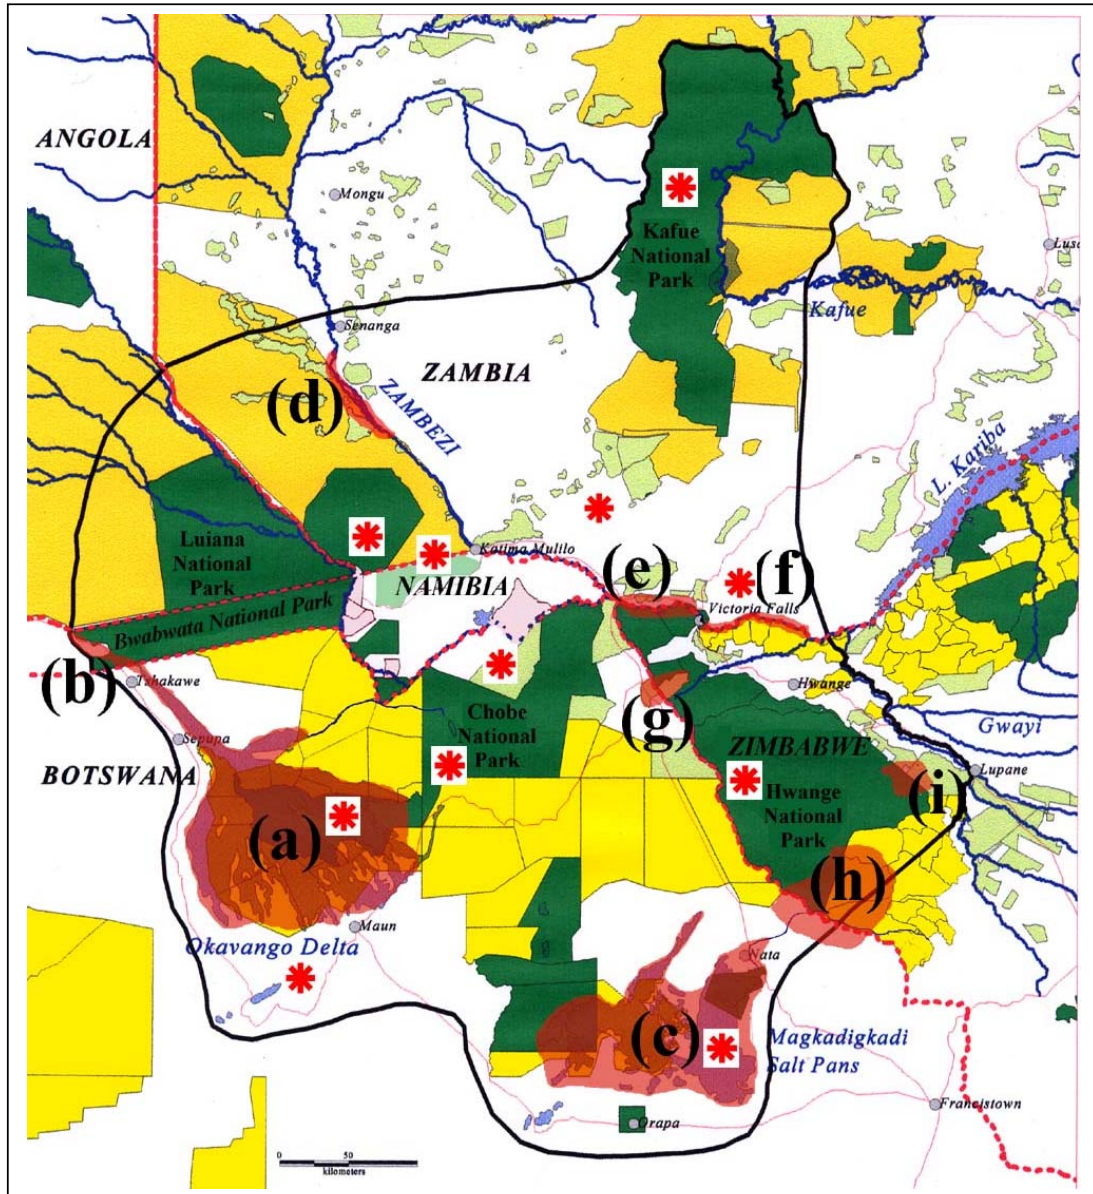 ANGOLA
Mongu
Kafue
National
Park
Lusa
Senanga
Kafue
ZAMBIA
(d)
ZAMBEZI
L. Kariba
Luiana
National
Park
Katima Mulilo
NAMIBIA
(e)
(f)
Victoria Falls
Bwabwata National Park
(b)
Tshakawe
Hwange
(g)
Chobe
National
Park
Gwayi
Sepupa
ZIMBABWE
BOTSWANA
Lupane
Hwange
National
Park
(i)
(a)
(h)
Maun
Okavango Delta
Nata
(c)
Magkadigkadi
Salt Pans
Francistown
Orapa
0 50
kilometers